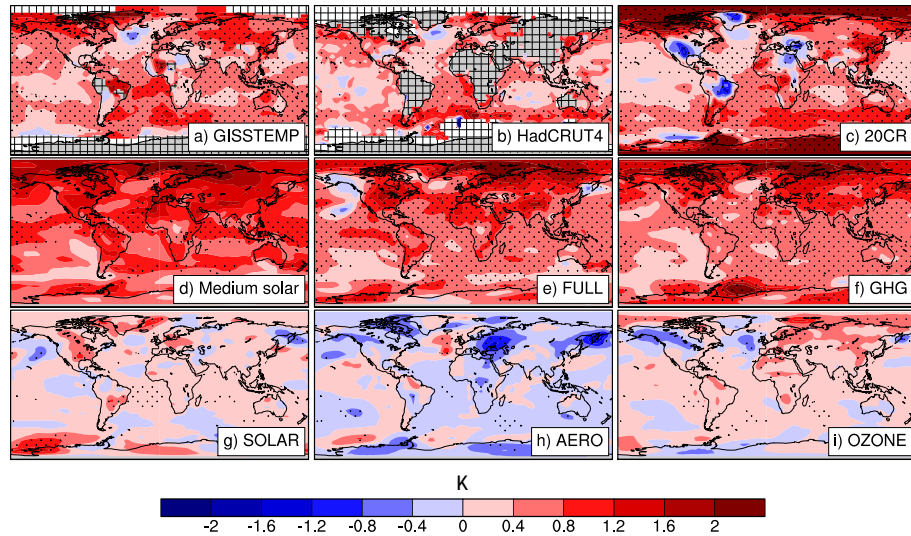 a) GISSTEMP
b) HadCRUT4
c) 20CR
d) Medium solar
e) FULL
f) GHG
g) SOLAR
h) AERO
i) OZONE
K
-2 -1.6 -1.2 -0.8 -0.4 0 0.4 0.8 1.2 1.6 2